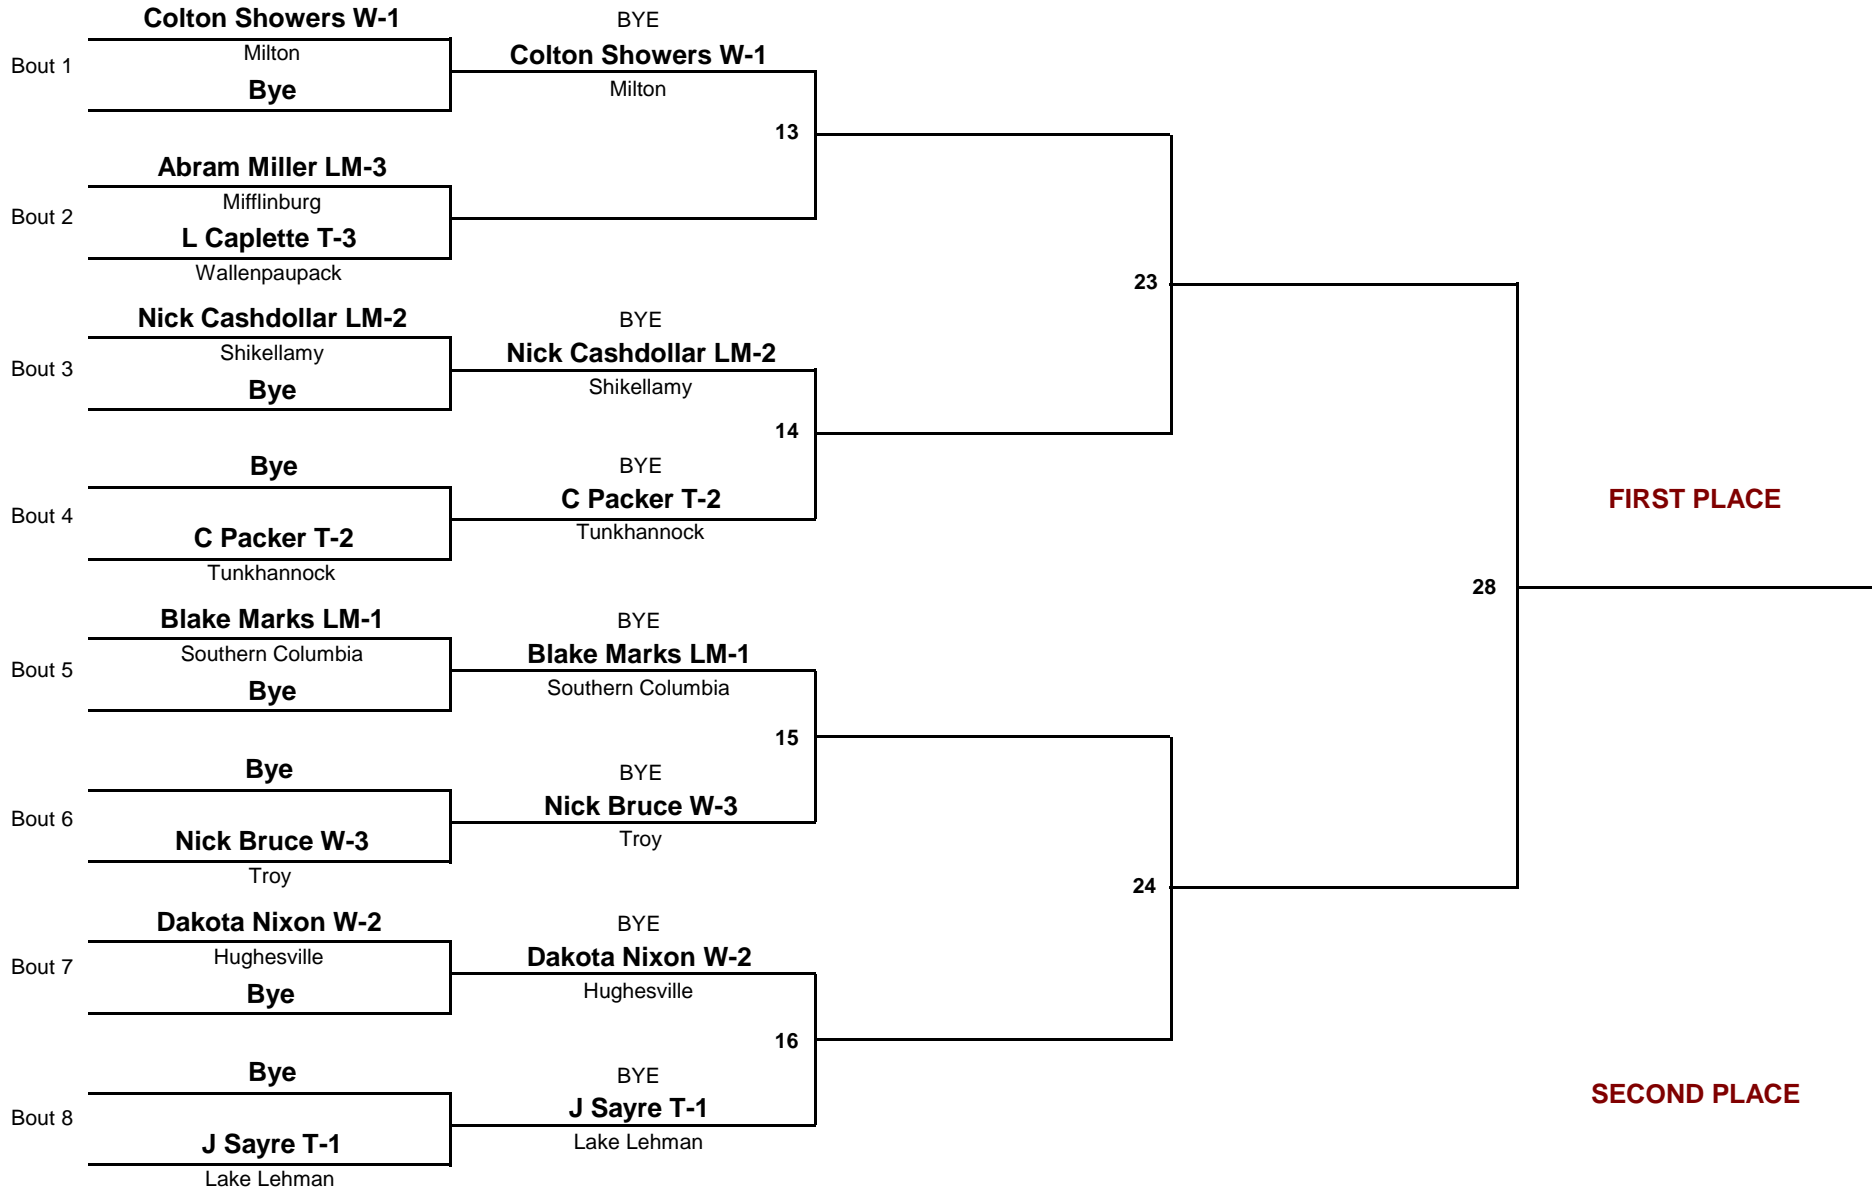 Colton Showers W-1
BYE
Bout 1
Milton
Colton Showers W-1
Bye
Milton
13
Abram Miller LM-3
Bout 2
Mifflinburg
L Caplette T-3
Wallenpaupack
23
Nick Cashdollar LM-2
BYE
Bout 3
Shikellamy
Nick Cashdollar LM-2
Bye
Shikellamy
14
Bye
BYE
Bout 4
C Packer T-2
C Packer T-2
Tunkhannock
Tunkhannock
FIRST PLACE
28
Blake Marks LM-1
BYE
Bout 5
Southern Columbia
Blake Marks LM-1
Bye
Southern Columbia
15
Bye
BYE
Bout 6
Nick Bruce W-3
Nick Bruce W-3
Troy
Troy
24
Dakota Nixon W-2
BYE
Bout 7
Hughesville
Dakota Nixon W-2
Bye
Hughesville
16
Bye
BYE
Bout 8
J Sayre T-1
J Sayre T-1
Lake Lehman
Lake Lehman
SECOND PLACE